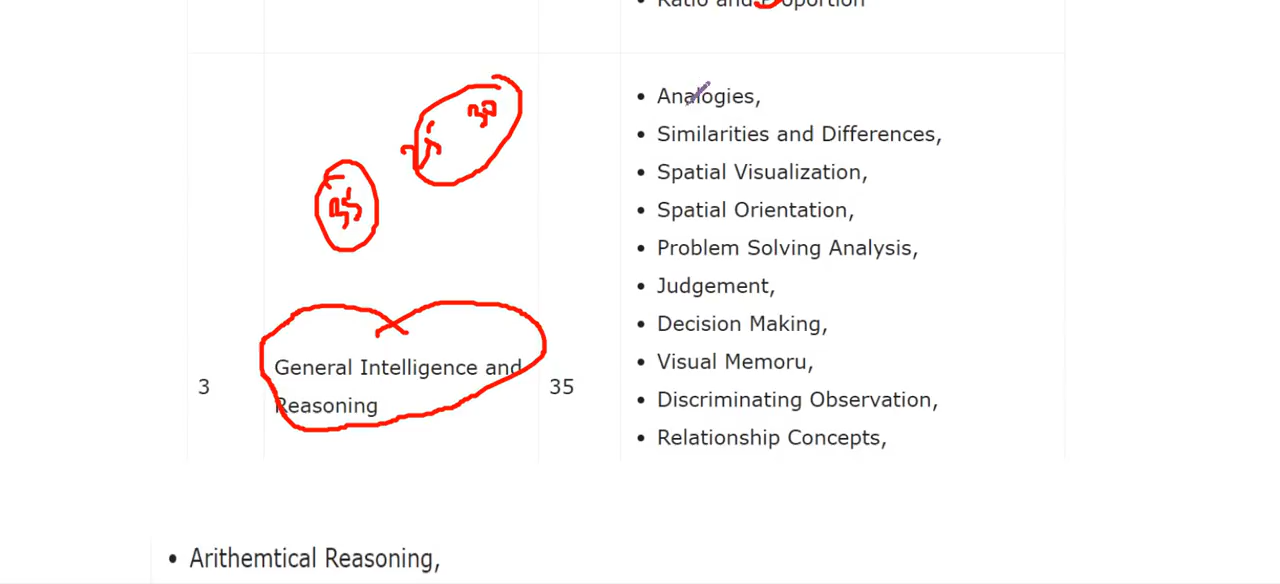 Ratio and Proportion
Analogies,
Similarities and Differences,
Spatial Visualization,
Spatial Orientation,
Problem Solving Analysis,
Judgement,
Decision Making,
Visual Memoru,
Discriminating Observation,
Relationship Concepts,
3
General Intelligence and
Reasoning
35
Arithemtical Reasoning,